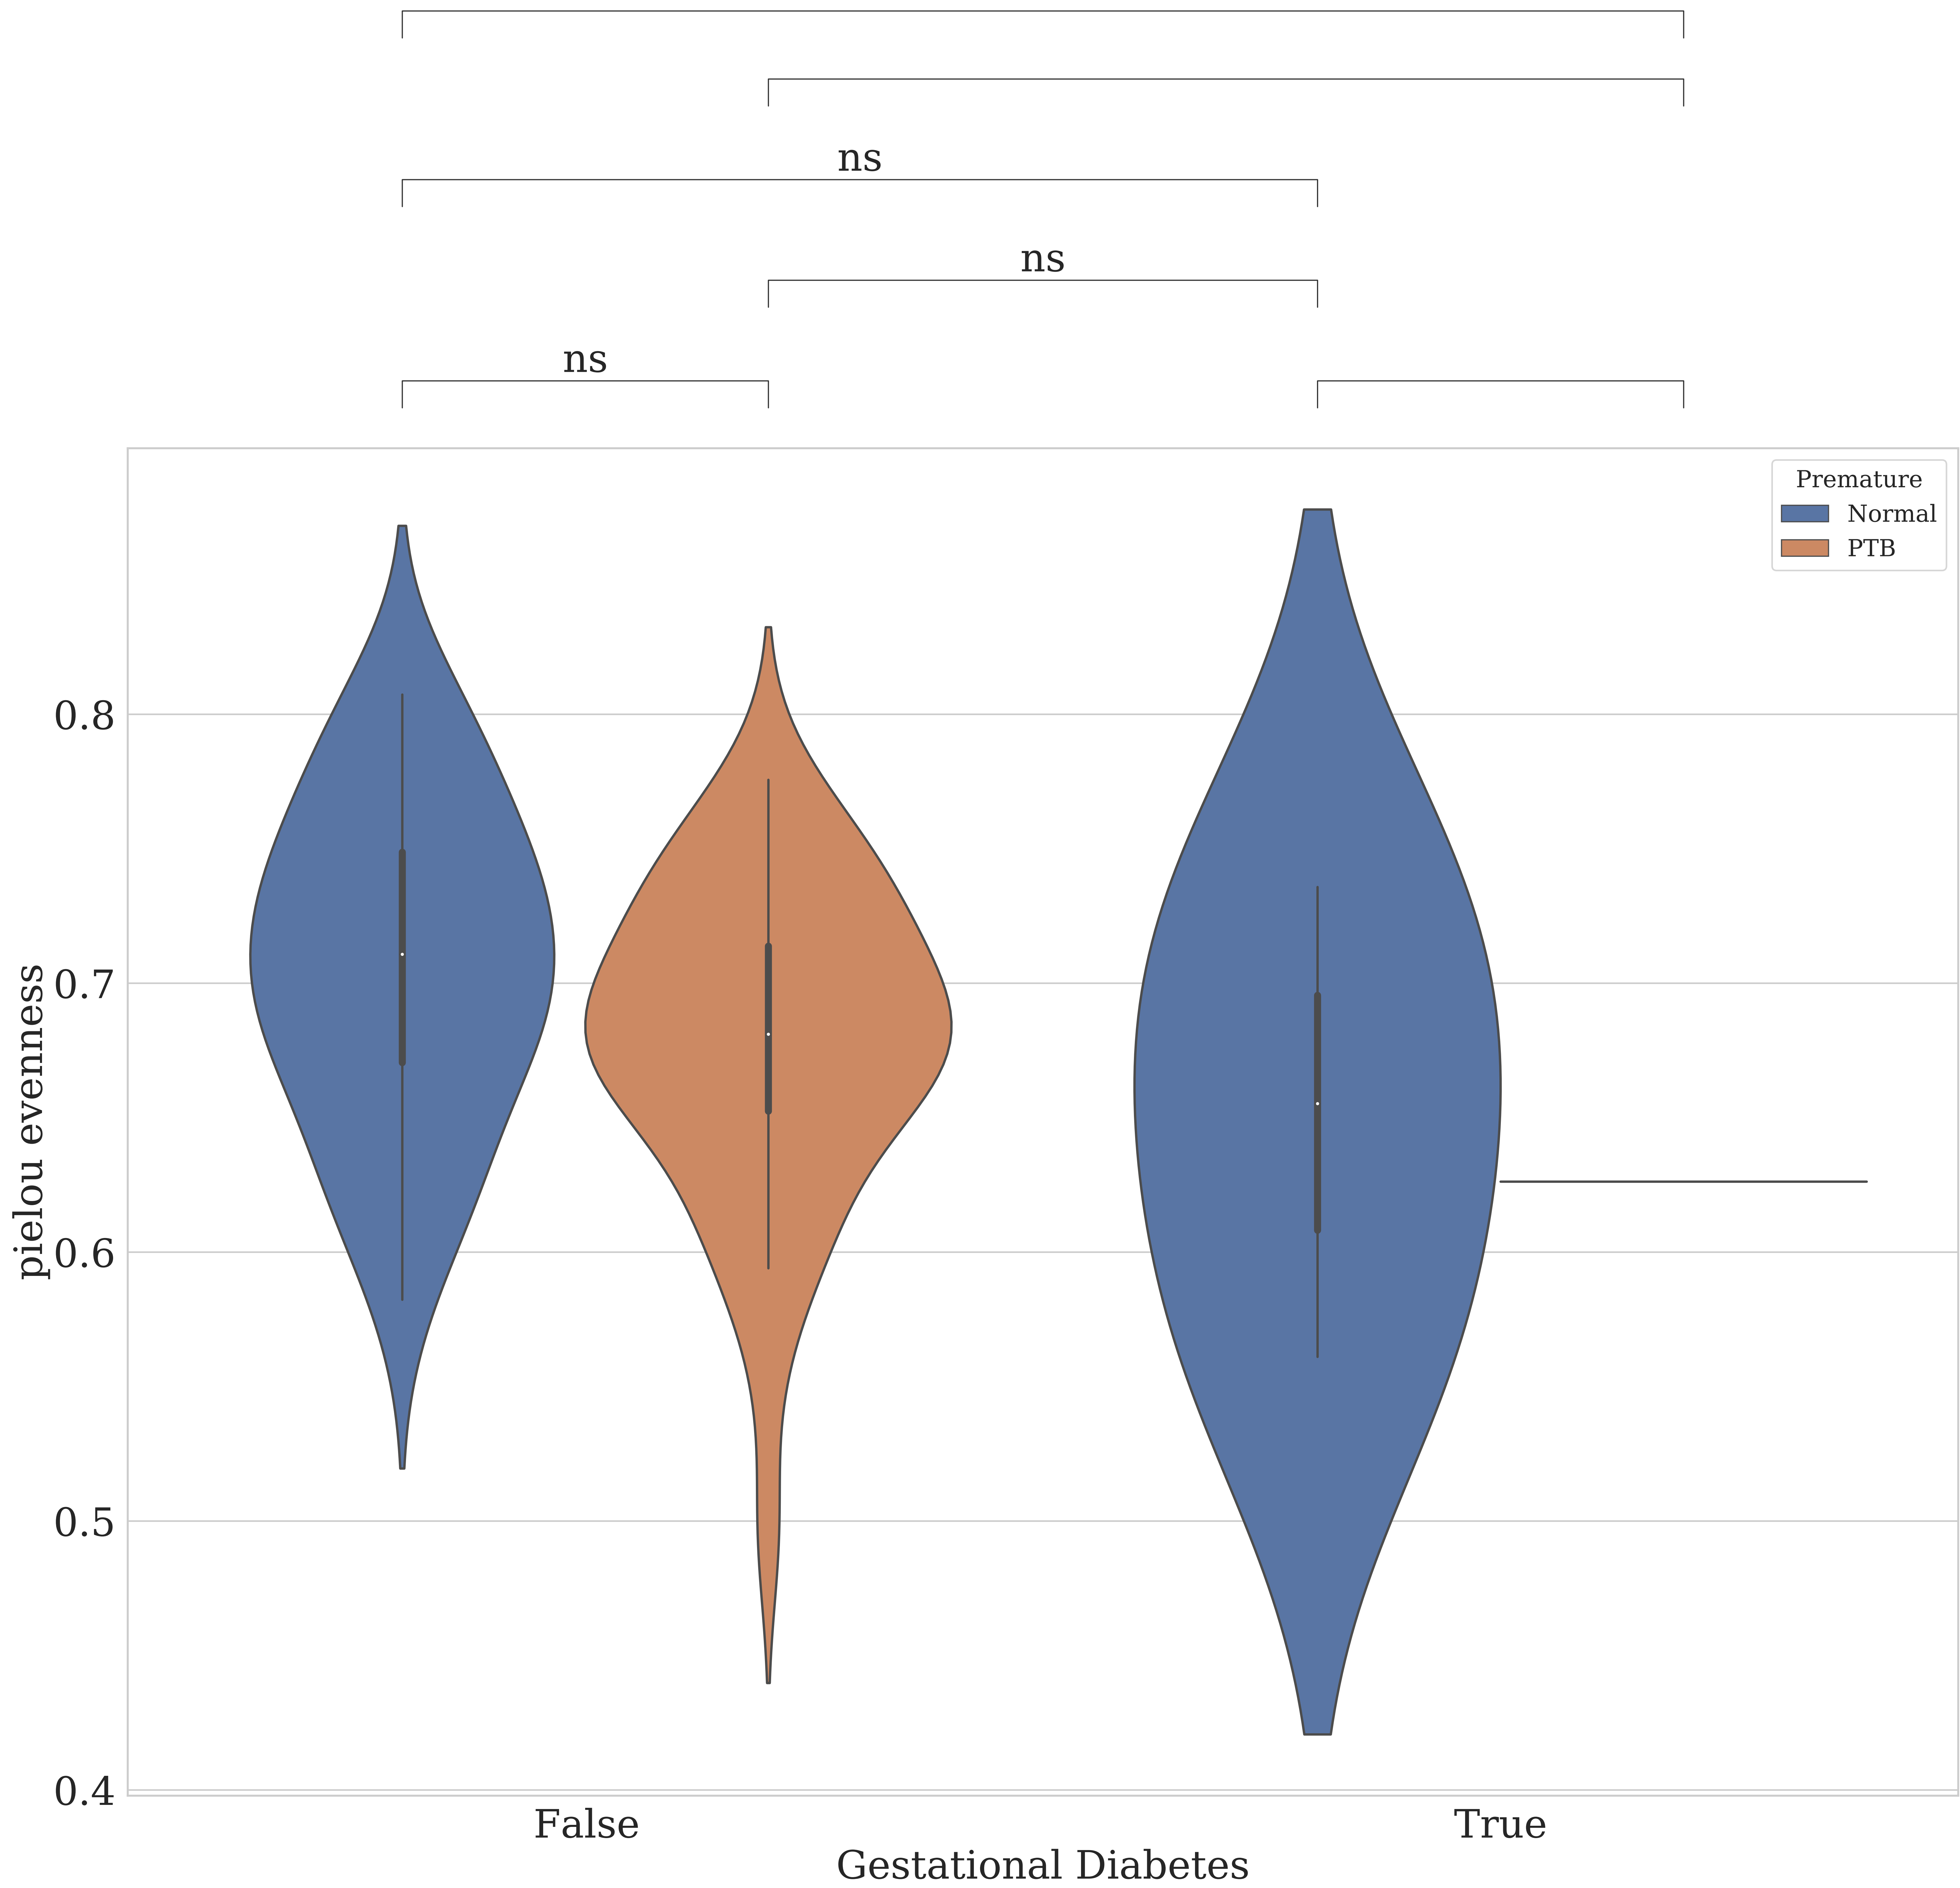 ns
ns
ns
Premature
Normal
PTB
0.8
0.7
0.6
0.5
0.4
pielou evenness
False
True
Gestational Diabetes